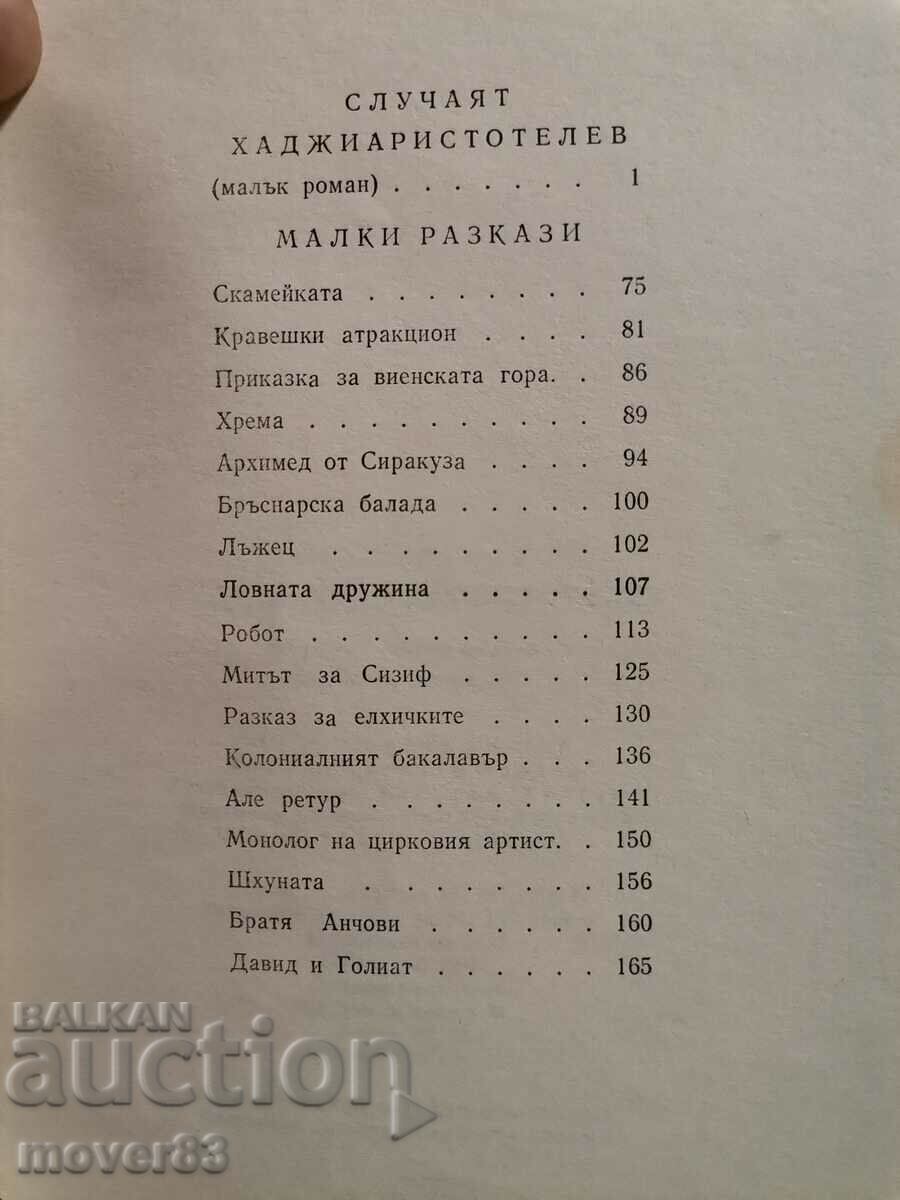 СЛУЧАЯТ
ХАДЖИАРИСТОТЕЛЕВ
(малък роман) . . . . . . . 1
МАЛКИ РАЗКАЗИ
Скамейката . . . . . . . . 75
Кравешки атракцион . . . . 81
Приказка за виенската гора. . 86
Хрема . . . . . . . . . . 89
Архимед от Сиракуза . . . . 94
Бръснарска балада . . . . . 100
Лъжец . . . . . . . . . 102
Ловната дружина . . . . . 107
Робот . . . . . . . . . . 113
Митът за Сизиф . . . . . 125
Разказ за елхичките . . . . 130
Колониалният бакалавър . . . 136
Але ретур . . . . . . . . 141
Монолог на цирковия артист. . 150
Шхуната . . . . . . . . 156
Братя Анчови . . . . . . 160
Давид и Голиат . . . . . . 165
BALKAN
auction
mover83